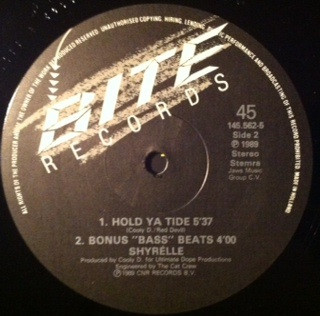 ALL RIGHTS OF THE PRODUCER AND OF THE OWNER OF THE WORK REPRODUCED RESERVED. UNAUTHORISED COPYING, HIRING, LENDING, PUBLIC PERFORMANCE AND BROADCASTING OF THIS RECORD PROHIBITED. MADE IN HOLLAND
BITE
RECORDS
45
145.562-5
Side 2
℗ 1989
Stereo
Stemra
Java Music
Group C.V.
1. HOLD YA TIDE 5'37
(Cooly D./Red Devil)
2. BONUS "BASS" BEATS 4'00
SHYRÉLLE
Produced by Cooly D. for Ultimate Dope Productions
Engineered by The Cat Crew
℗ 1989 CNR RECORDS B.V.